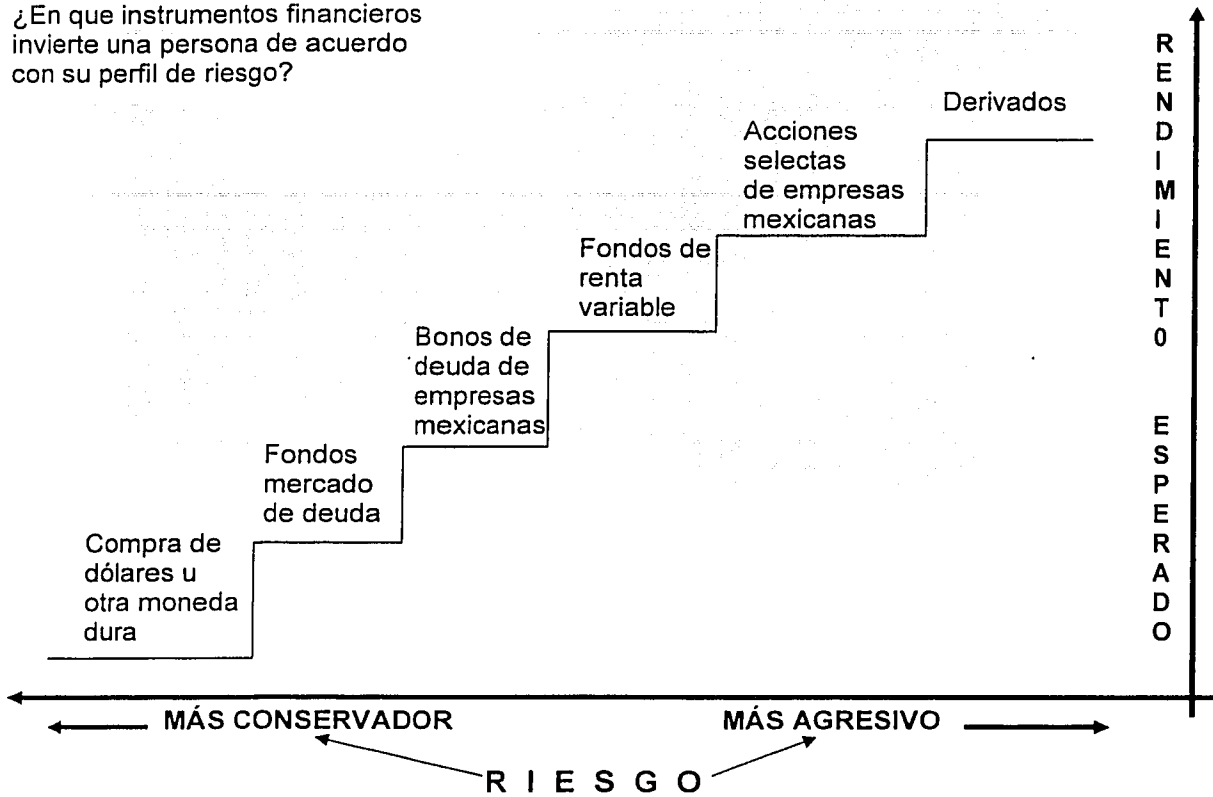 ¿En que instrumentos financieros
invierte una persona de acuerdo
con su perfil de riesgo?
Derivados
Acciones
selectas
de empresas
mexicanas
Fondos de
renta
variable
Bonos de
deuda de
empresas
mexicanas
Fondos
mercado
de deuda
Compra de
dólares u
otra moneda
dura
RENDIMIENT0 ESPERADO
MÁS CONSERVADOR
MÁS AGRESIVO
R I E S G O